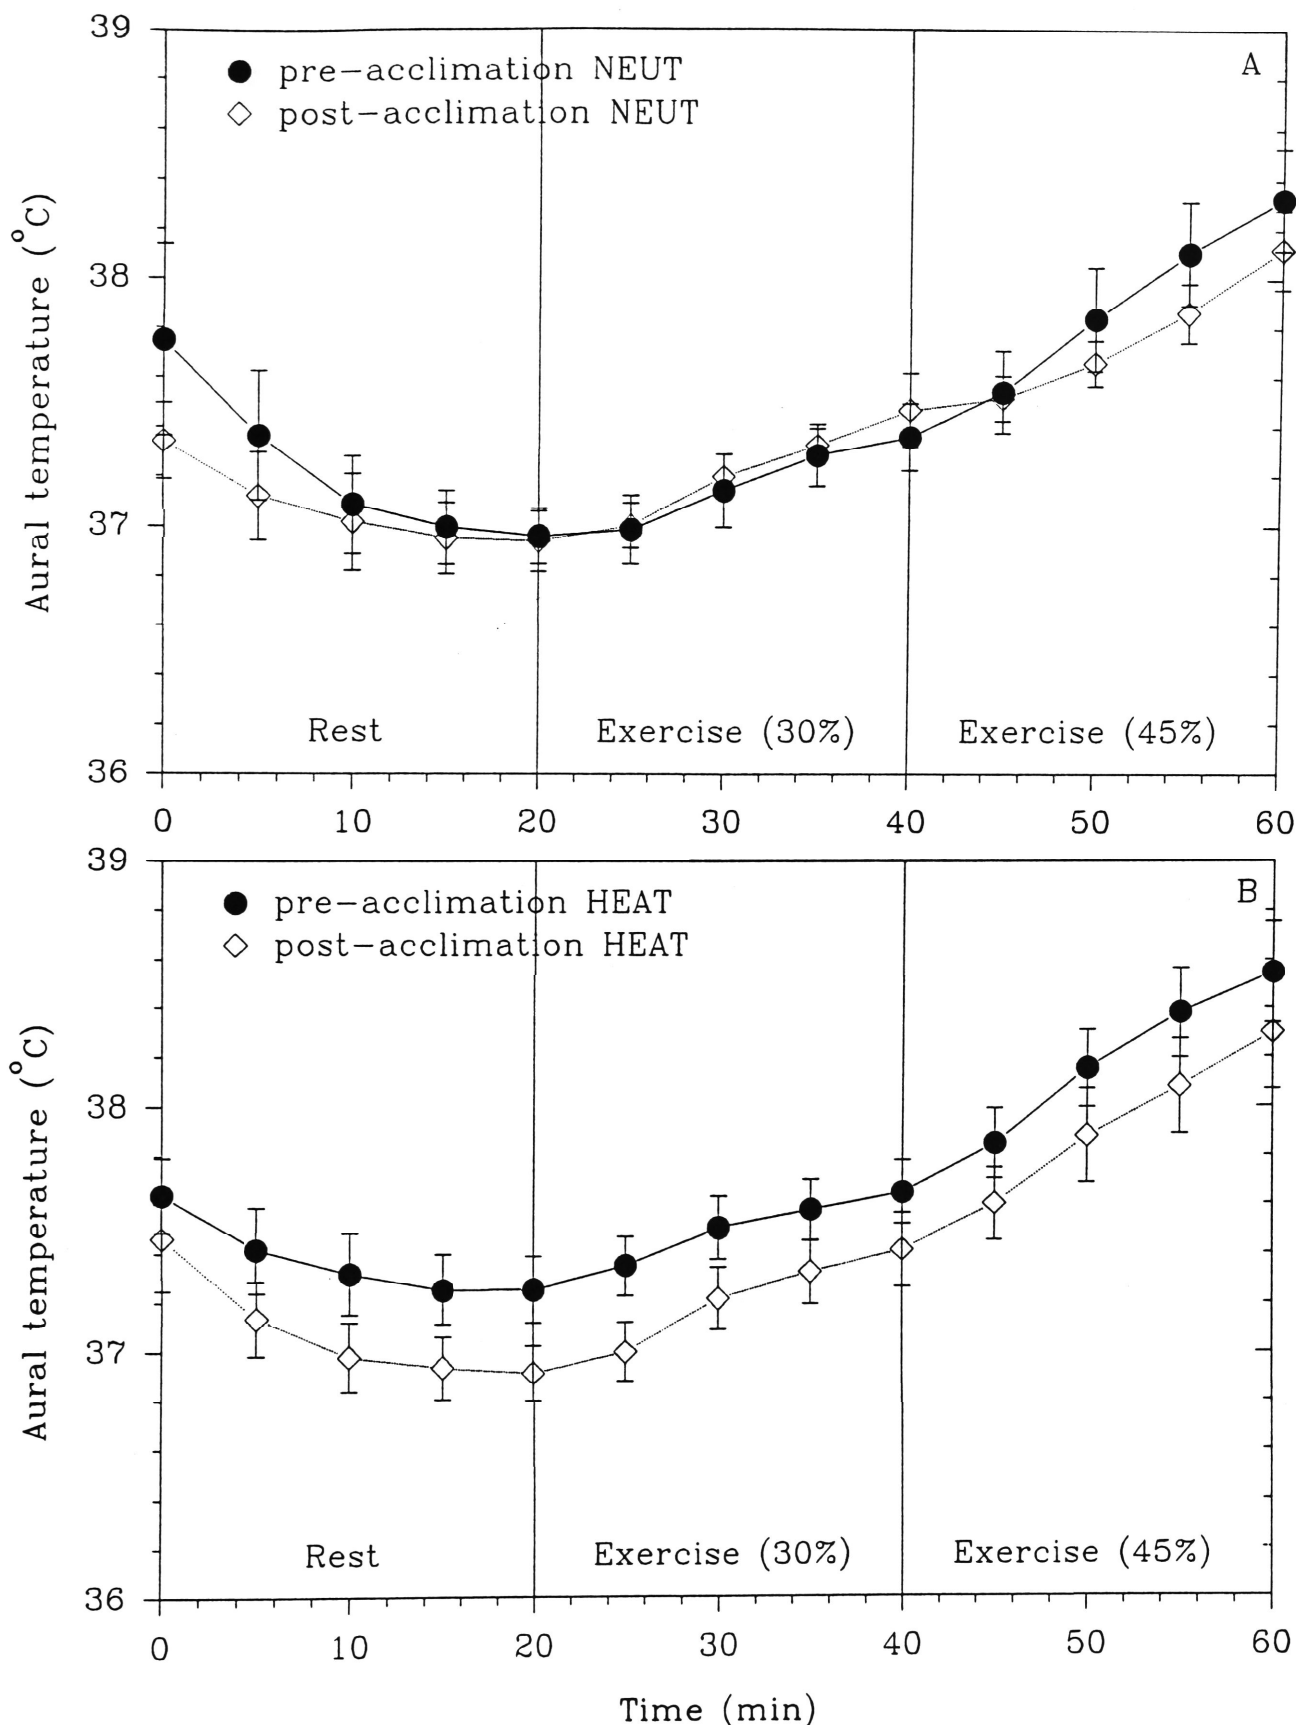 39
pre-acclimation NEUT
A
post-acclimation NEUT
38
Aural temperature (°C)
37
Rest
Exercise (30%)
Exercise (45%)
36
0 10 20 30 40 50 60
39
pre-acclimation HEAT
B
post-acclimation HEAT
38
Aural temperature (°C)
37
Rest
Exercise (30%)
Exercise (45%)
36
0 10 20 30 40 50 60
Time (min)